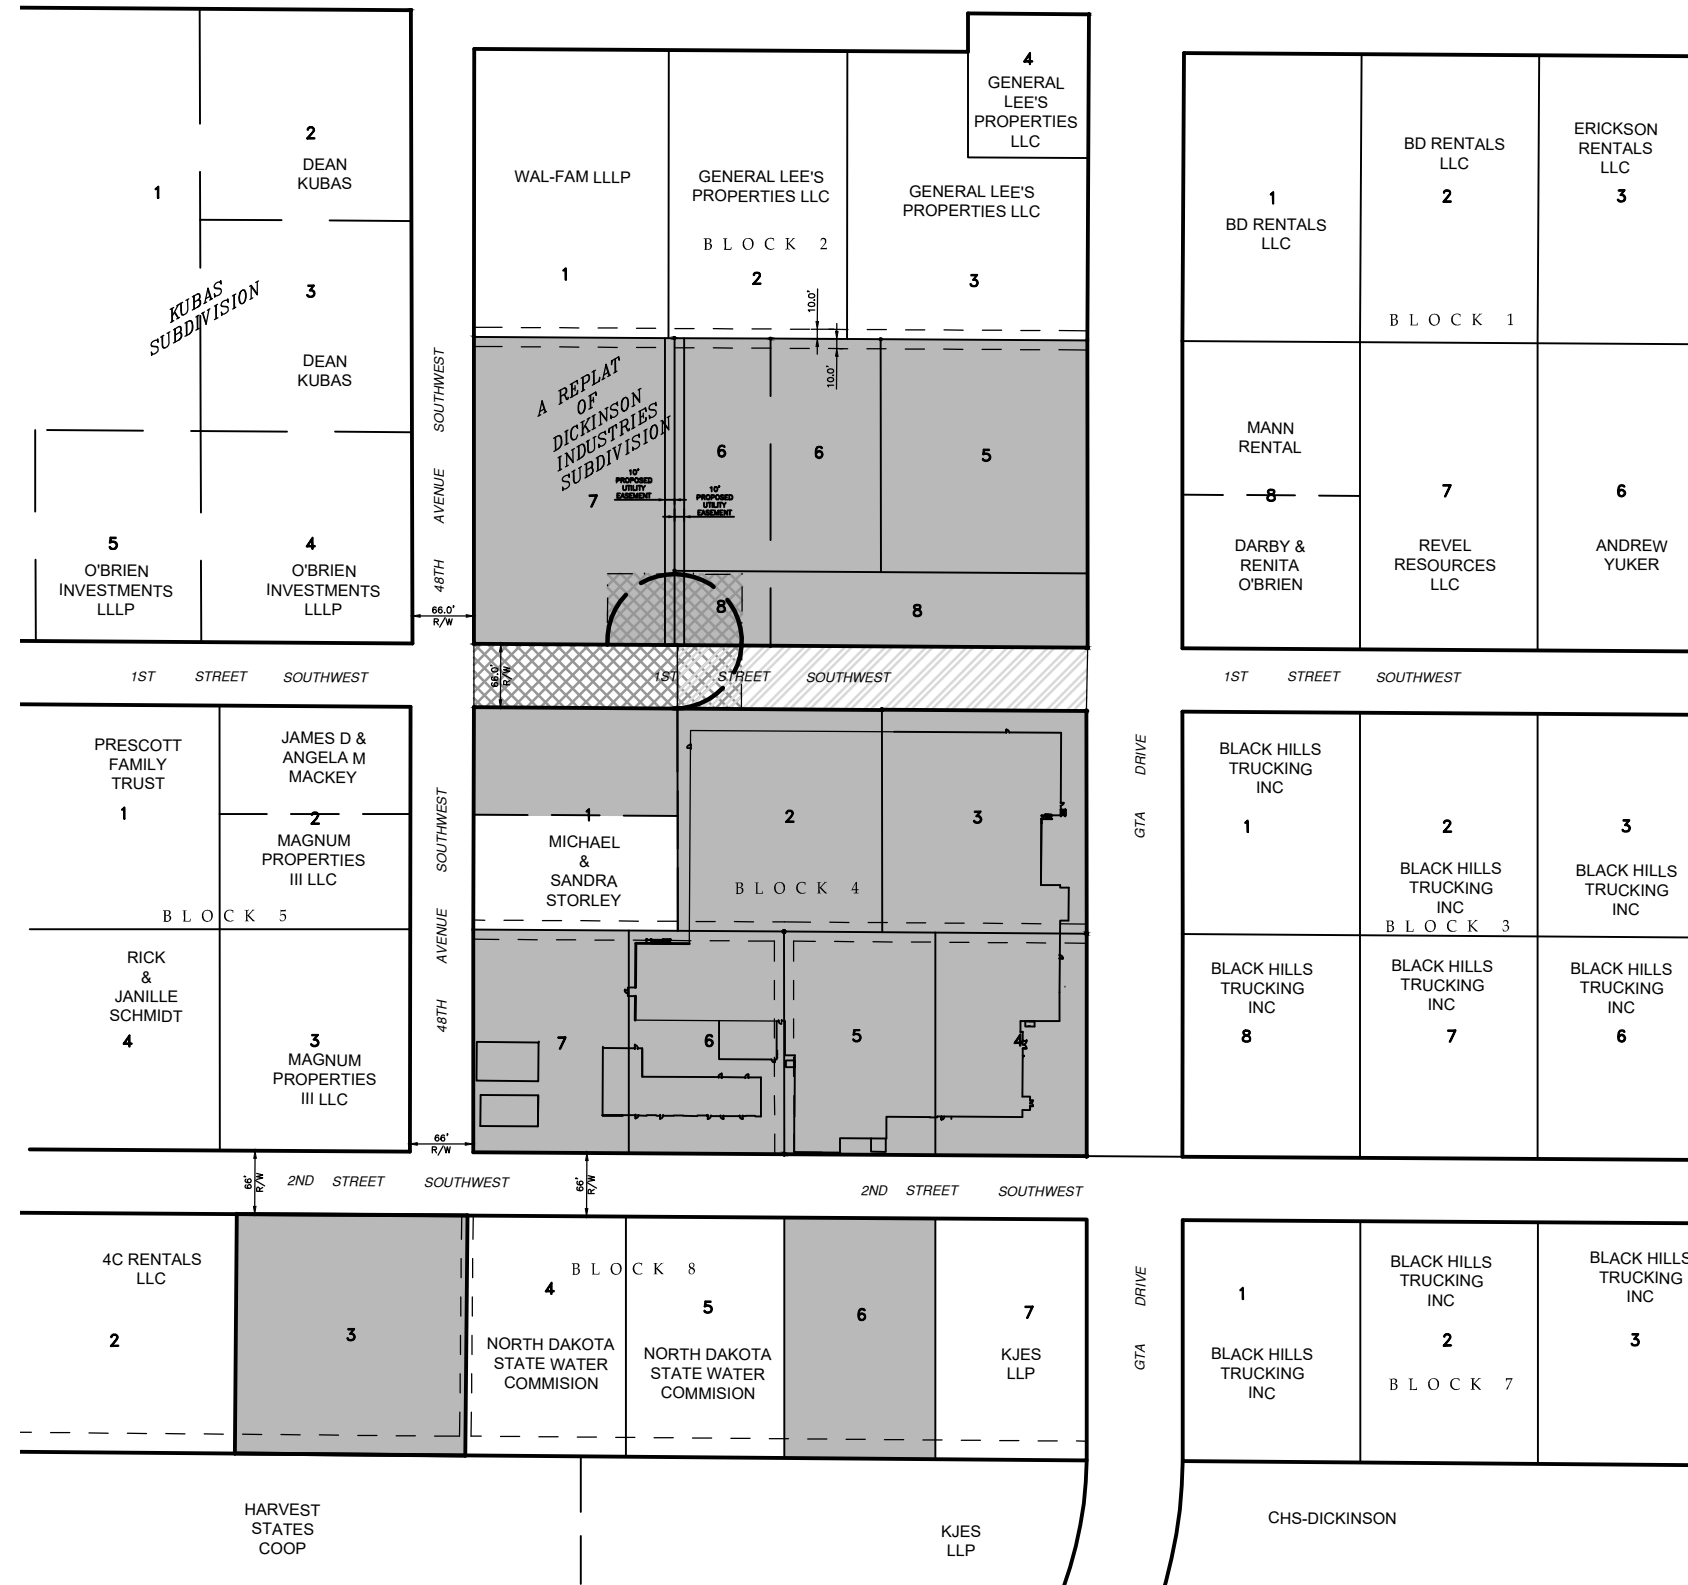 1
2
DEAN
KUBAS
3
DEAN
KUBAS
KUBAS
SUBDIVISION
5
O'BRIEN
INVESTMENTS
LLLP
4
O'BRIEN
INVESTMENTS
LLLP
48TH AVENUE SOUTHWEST
66.0'
R/W
WAL-FAM LLLP
1
GENERAL LEE'S
PROPERTIES LLC
BLOCK 2
2
GENERAL LEE'S
PROPERTIES LLC
3
4
GENERAL
LEE'S
PROPERTIES
LLC
10.0'
10.0'
A REPLAT
OF
DICKINSON
INDUSTRIES
SUBDIVISION
7
10'
PROPOSED
UTILITY
EASEMENT
10'
PROPOSED
UTILITY
EASEMENT
6
6
5
8
8
1
BD RENTALS
LLC
BD RENTALS
LLC
2
ERICKSON
RENTALS
LLC
3
BLOCK 1
MANN
RENTAL
8
DARBY &
RENITA
O'BRIEN
7
REVEL
RESOURCES
LLC
6
ANDREW
YUKER
1ST STREET SOUTHWEST
66.0'
R/W
1ST STREET SOUTHWEST
1ST STREET SOUTHWEST
PRESCOTT
FAMILY
TRUST
1
JAMES D &
ANGELA M
MACKEY
2
MAGNUM
PROPERTIES
III LLC
BLOCK 5
RICK
&
JANILLE
SCHMIDT
4
3
MAGNUM
PROPERTIES
III LLC
48TH AVENUE SOUTHWEST
66'
R/W
1
MICHAEL
&
SANDRA
STORLEY
2
3
BLOCK 4
7
6
5
4
GTA DRIVE
BLACK HILLS
TRUCKING
INC
1
2
BLACK HILLS
TRUCKING
INC
3
BLACK HILLS
TRUCKING
INC
BLOCK 3
BLACK HILLS
TRUCKING
INC
8
BLACK HILLS
TRUCKING
INC
7
BLACK HILLS
TRUCKING
INC
6
66'
R/W
2ND STREET SOUTHWEST
66'
R/W
2ND STREET SOUTHWEST
4C RENTALS
LLC
2
3
BLOCK 8
4
NORTH DAKOTA
STATE WATER
COMMISION
5
NORTH DAKOTA
STATE WATER
COMMISION
6
7
KJES
LLP
GTA DRIVE
1
BLACK HILLS
TRUCKING
INC
BLACK HILLS
TRUCKING
INC
2
BLOCK 7
BLACK HILLS
TRUCKING
INC
3
HARVEST
STATES
COOP
KJES
LLP
CHS-DICKINSON